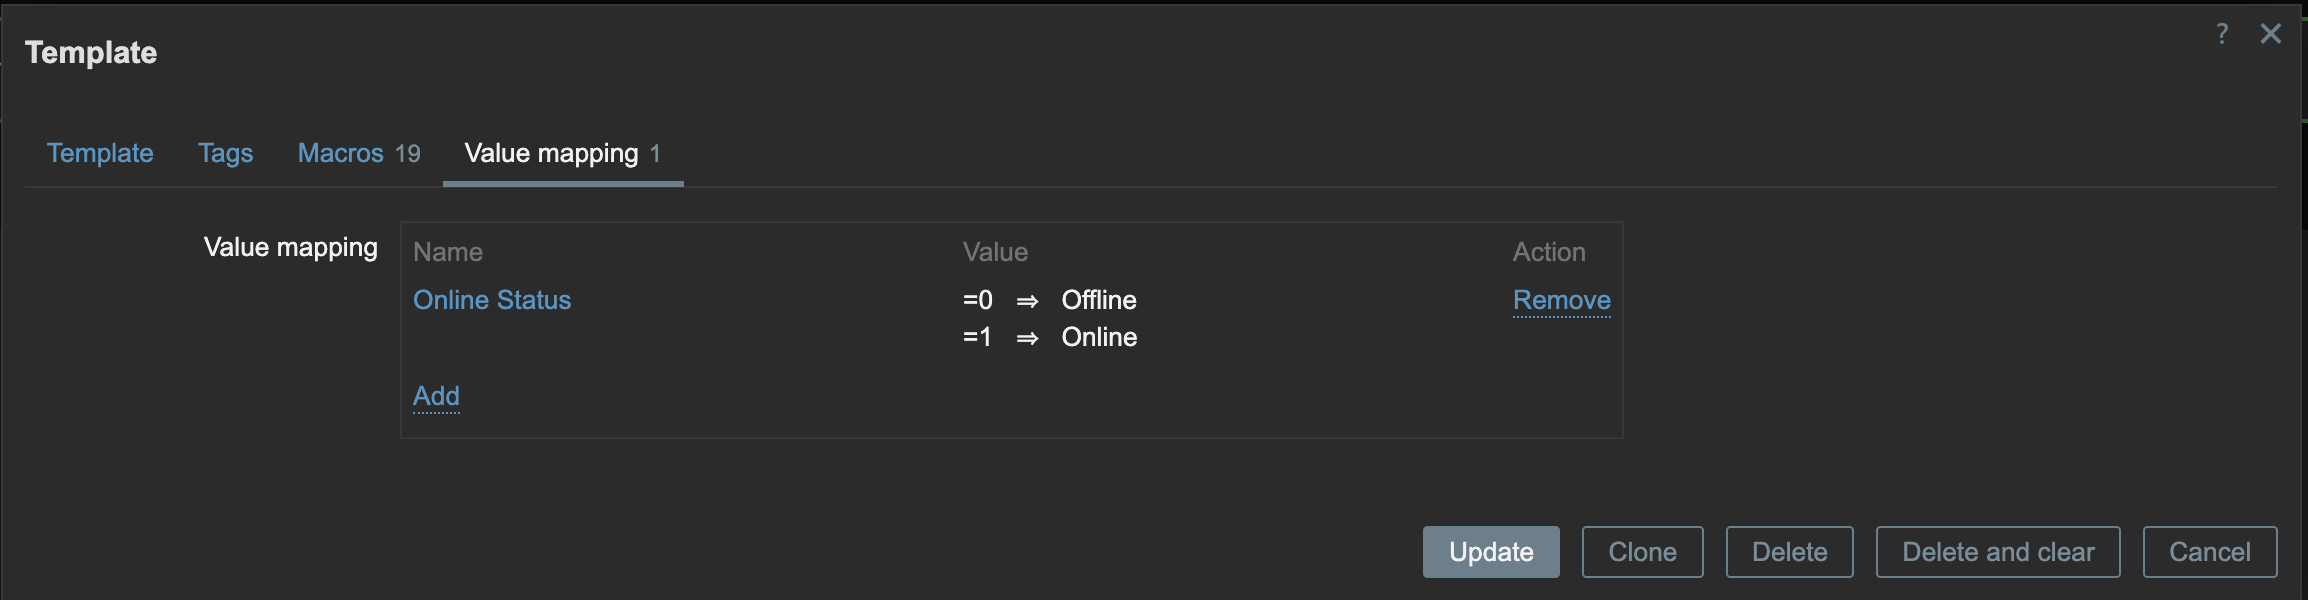 Template
?
Template Tags Macros 19 Value mapping 1
Value mapping
Name Value Action
Online Status =0 ⇒ Offline Remove
=1 ⇒ Online
Add
Update Clone Delete Delete and clear Cancel